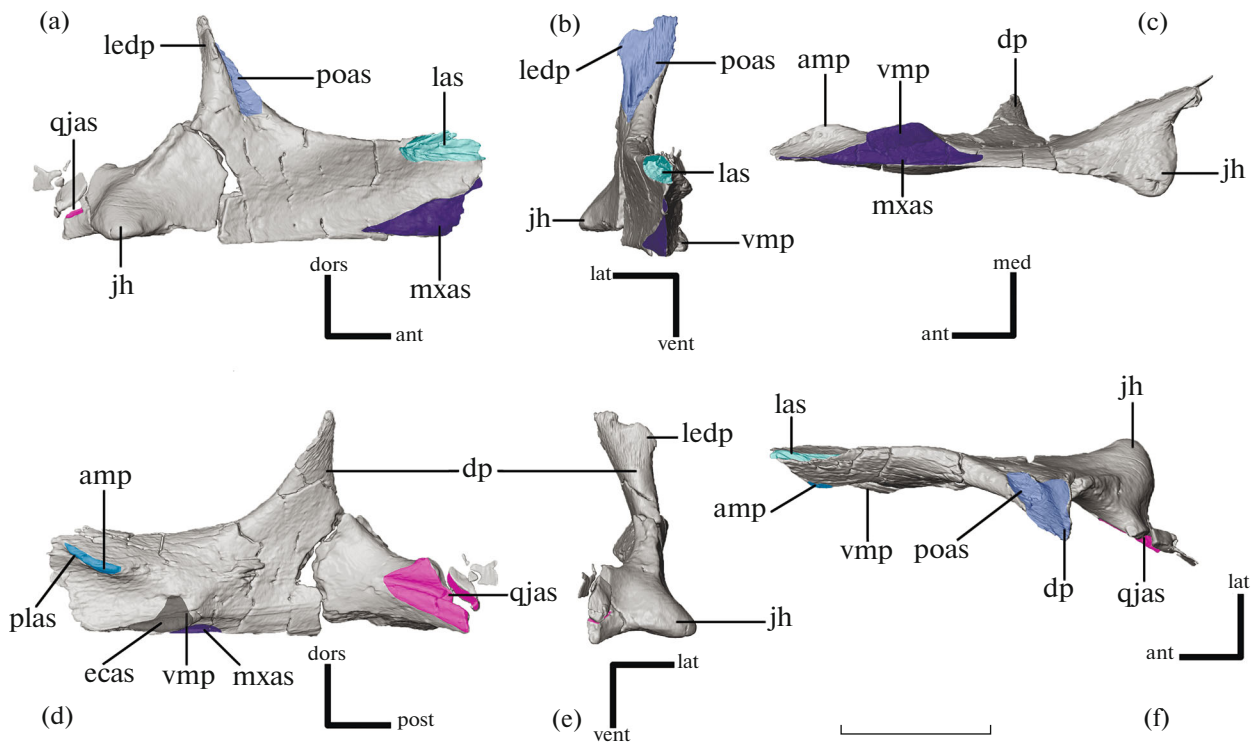 (a)
ledp
poas
las
qjas
jh
mxas
dors
ant
(b)
ledp
poas
las
jh
vmp
lat
vent
(c)
dp
amp
vmp
mxas
jh
med
ant
amp
dp
plas
ecas
vmp
mxas
qjas
dors
post
(d)
ledp
jh
lat
vent
(e)
las
jh
amp
vmp
poas
dp
qjas
lat
ant
(f)